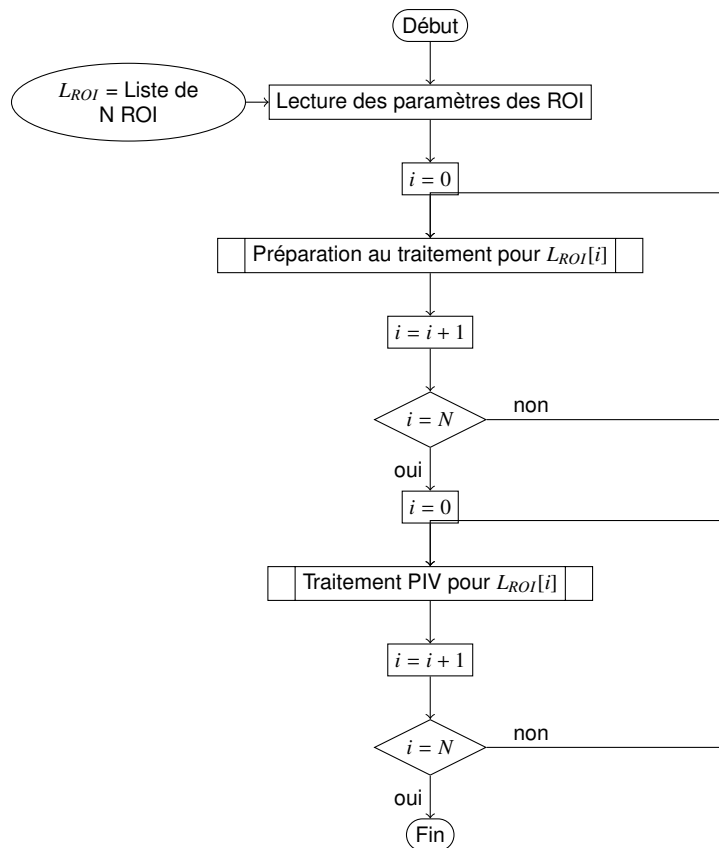 Début
L_ROI = Liste de
N ROI
Lecture des paramètres des ROI
i = 0
Préparation au traitement pour L_ROI[i]
i = i + 1
i = N
non
oui
i = 0
Traitement PIV pour L_ROI[i]
i = i + 1
i = N
non
oui
Fin